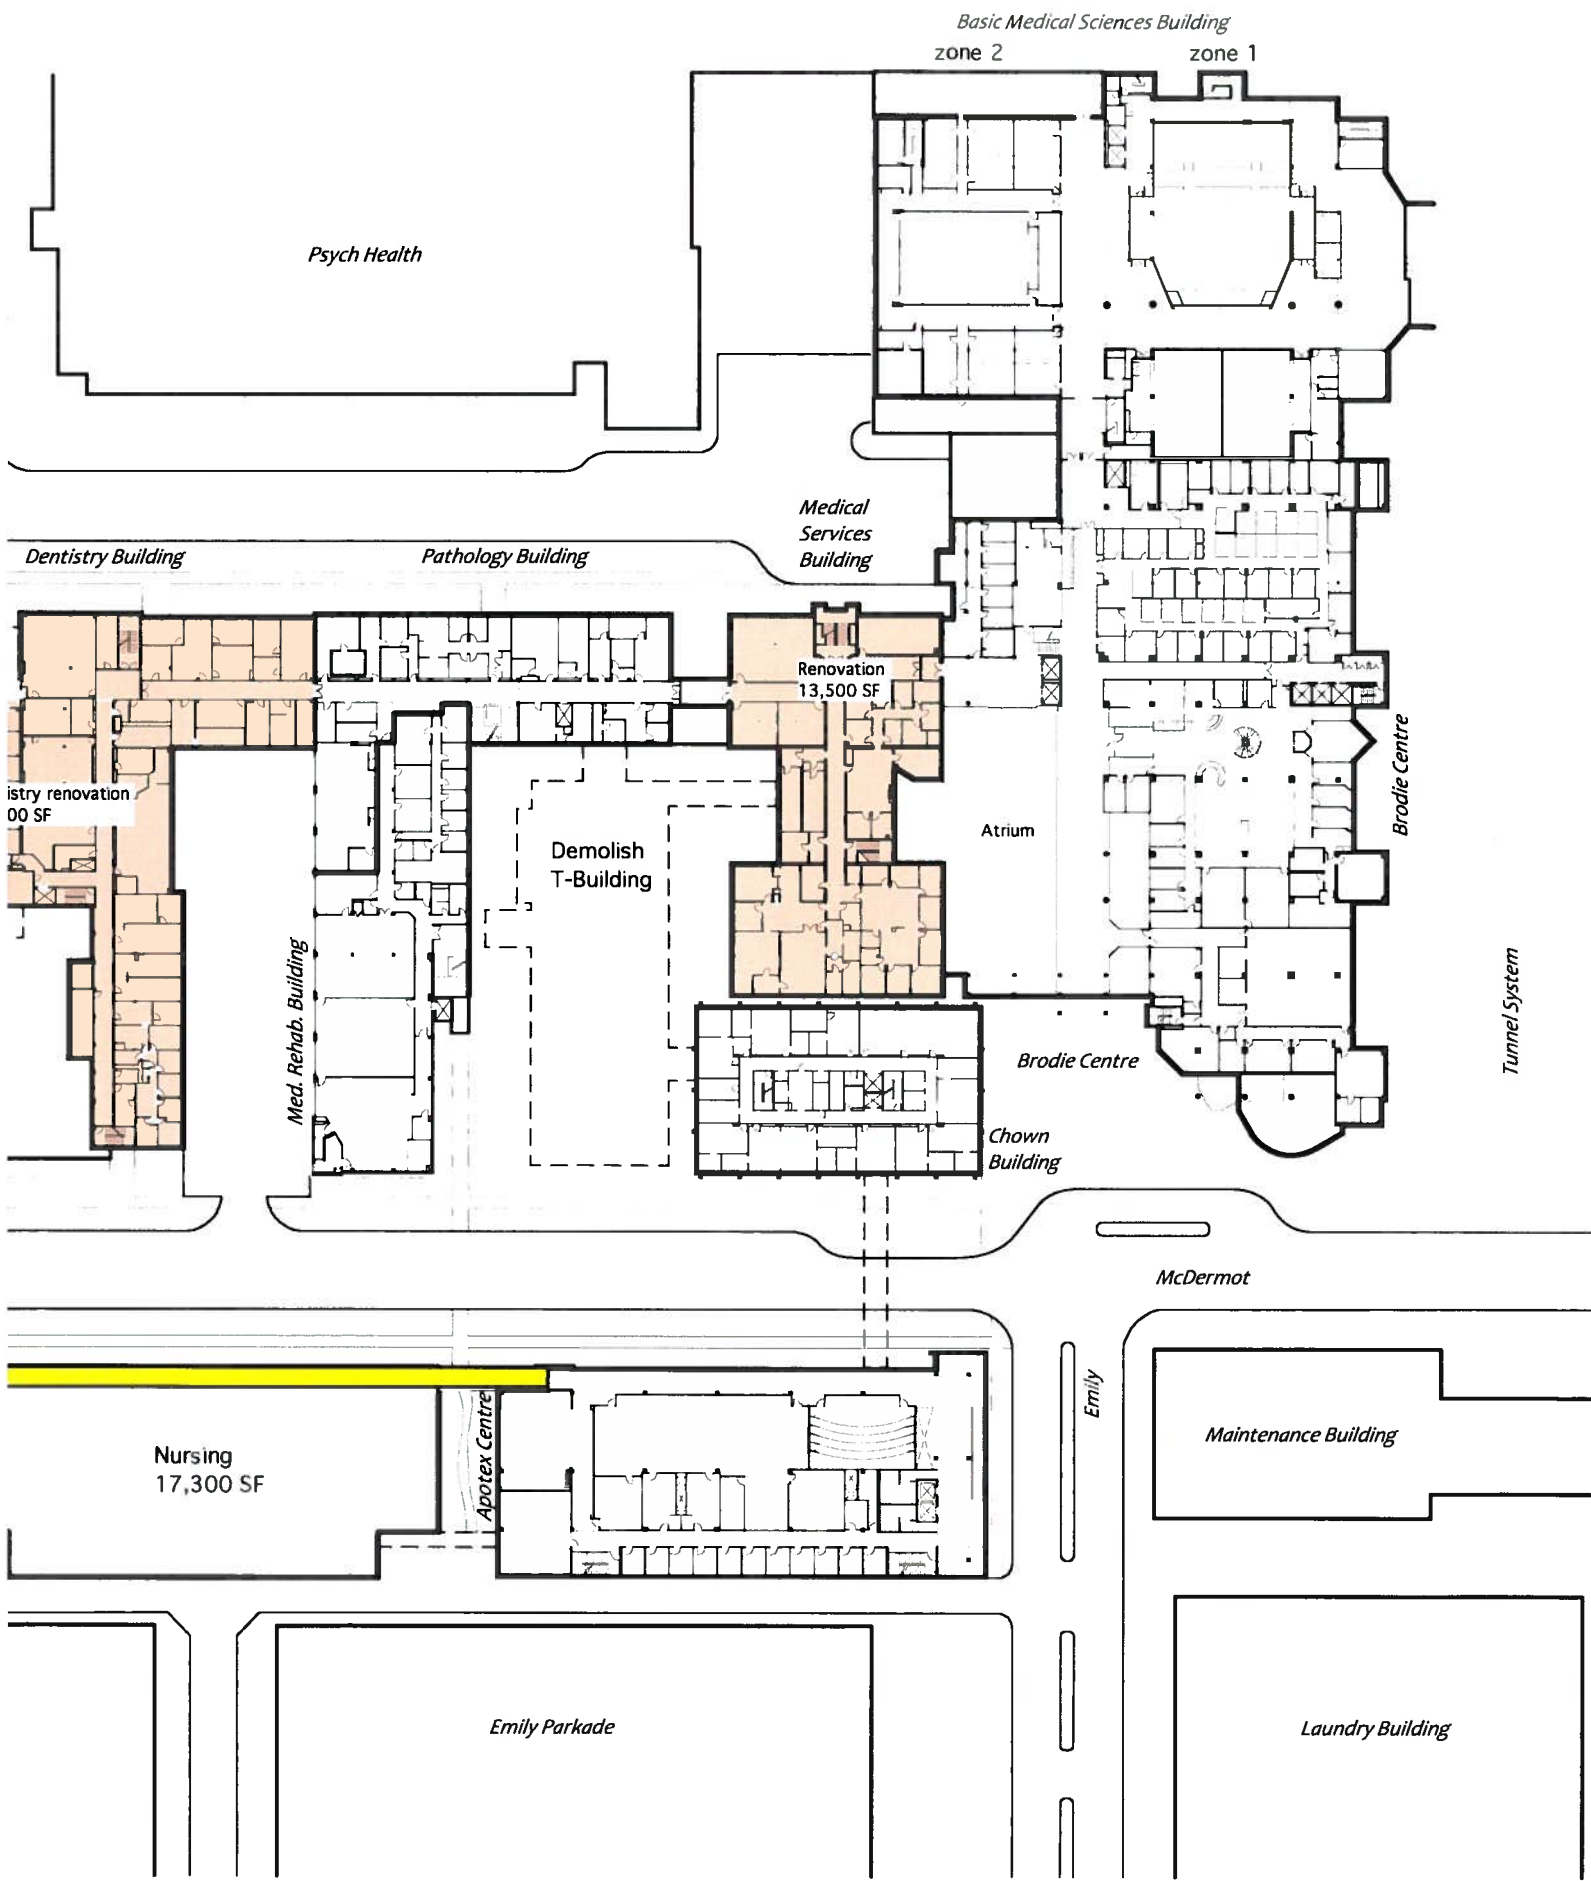 Basic Medical Sciences Building
zone 2
zone 1
Psych Health
Medical
Services
Building
Dentistry Building
Pathology Building
Renovation
13,500 SF
istry renovation
00 SF
Demolish
T-Building
Atrium
Brodie Centre
Med. Rehab. Building
Tunnel System
Brodie Centre
Chown
Building
McDermot
Emily
Apotex Centre
Nursing
17,300 SF
Maintenance Building
Emily Parkade
Laundry Building